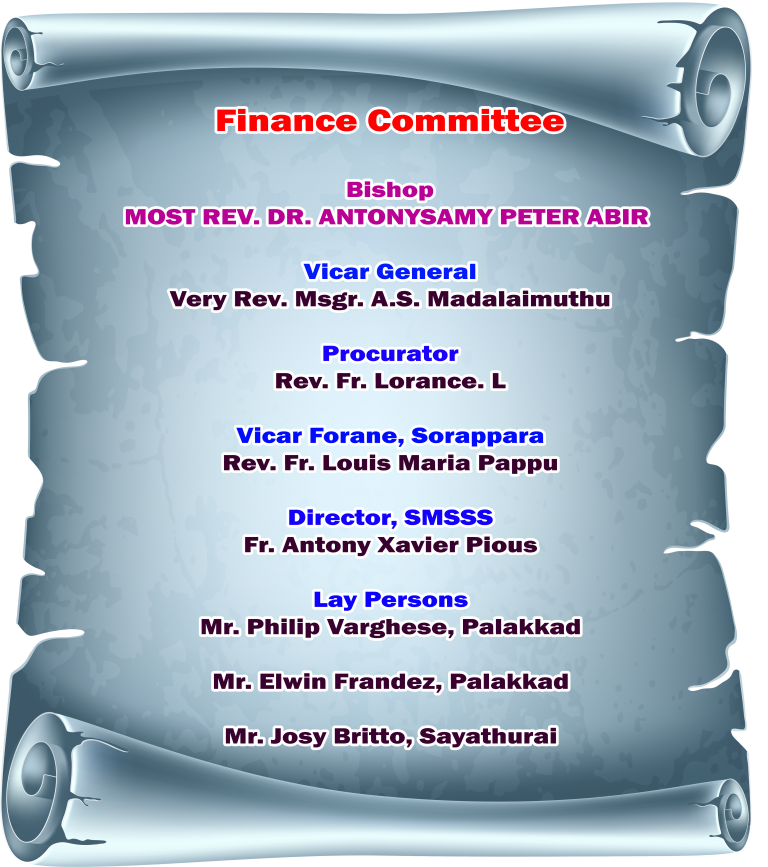 Finance Committee
Bishop
MOST REV. DR. ANTONYSAMY PETER ABIR
Vicar General
Very Rev. Msgr. A.S. Madalaimuthu
Procurator
Rev. Fr. Lorance. L
Vicar Forane, Sorappara
Rev. Fr. Louis Maria Pappu
Director, SMSSS
Fr. Antony Xavier Pious
Lay Persons
Mr. Philip Varghese, Palakkad
Mr. Elwin Frandez, Palakkad
Mr. Josy Britto, Sayathurai